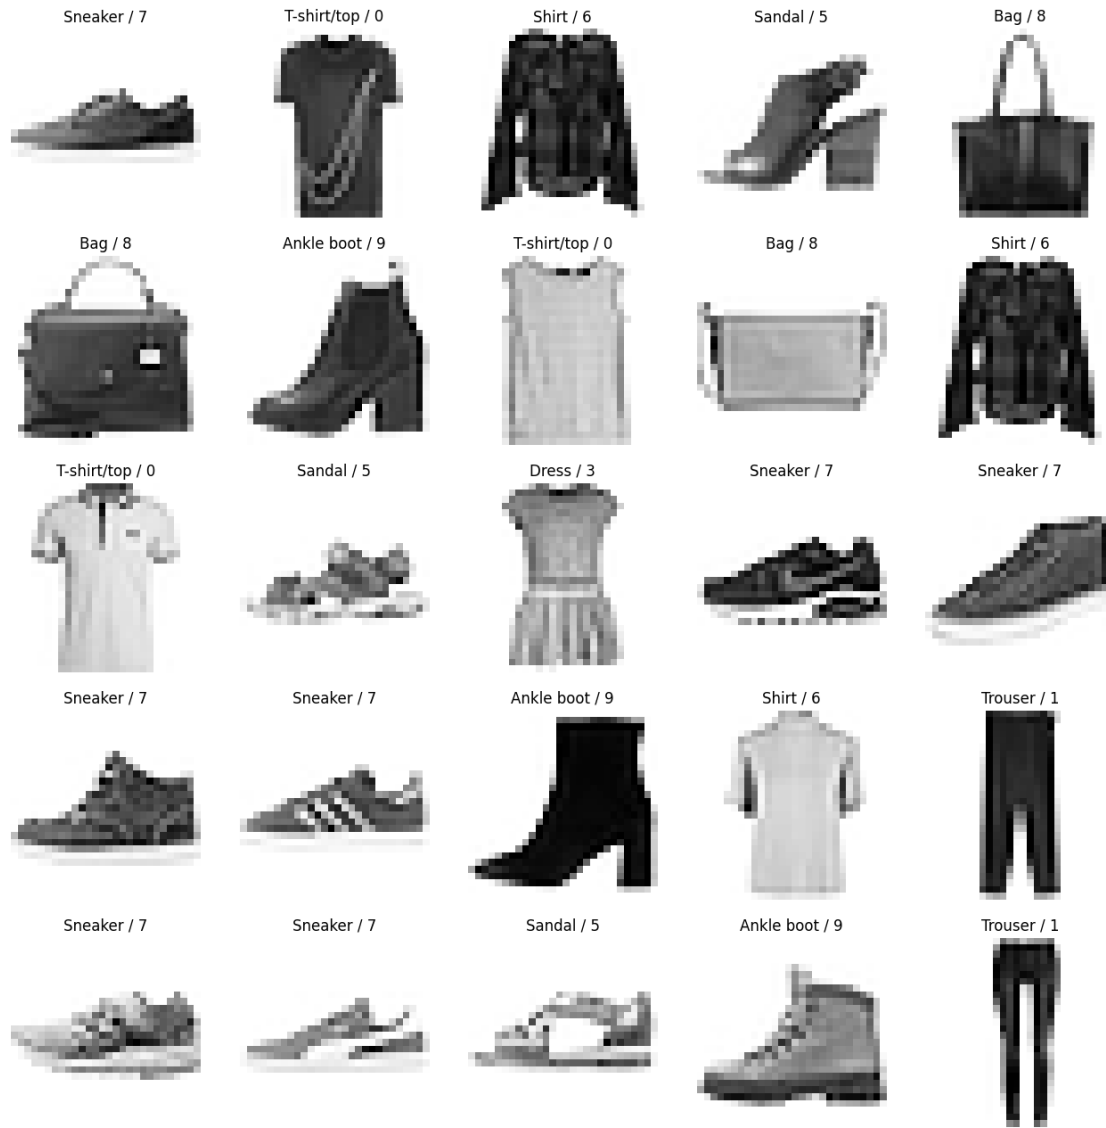 Sneaker / 7
T-shirt/top / 0
Shirt / 6
Sandal / 5
Bag / 8
Bag / 8
Ankle boot / 9
T-shirt/top / 0
Bag / 8
Shirt / 6
T-shirt/top / 0
Sandal / 5
Dress / 3
Sneaker / 7
Sneaker / 7
Sneaker / 7
Sneaker / 7
Ankle boot / 9
Shirt / 6
Trouser / 1
Sneaker / 7
Sneaker / 7
Sandal / 5
Ankle boot / 9
Trouser / 1